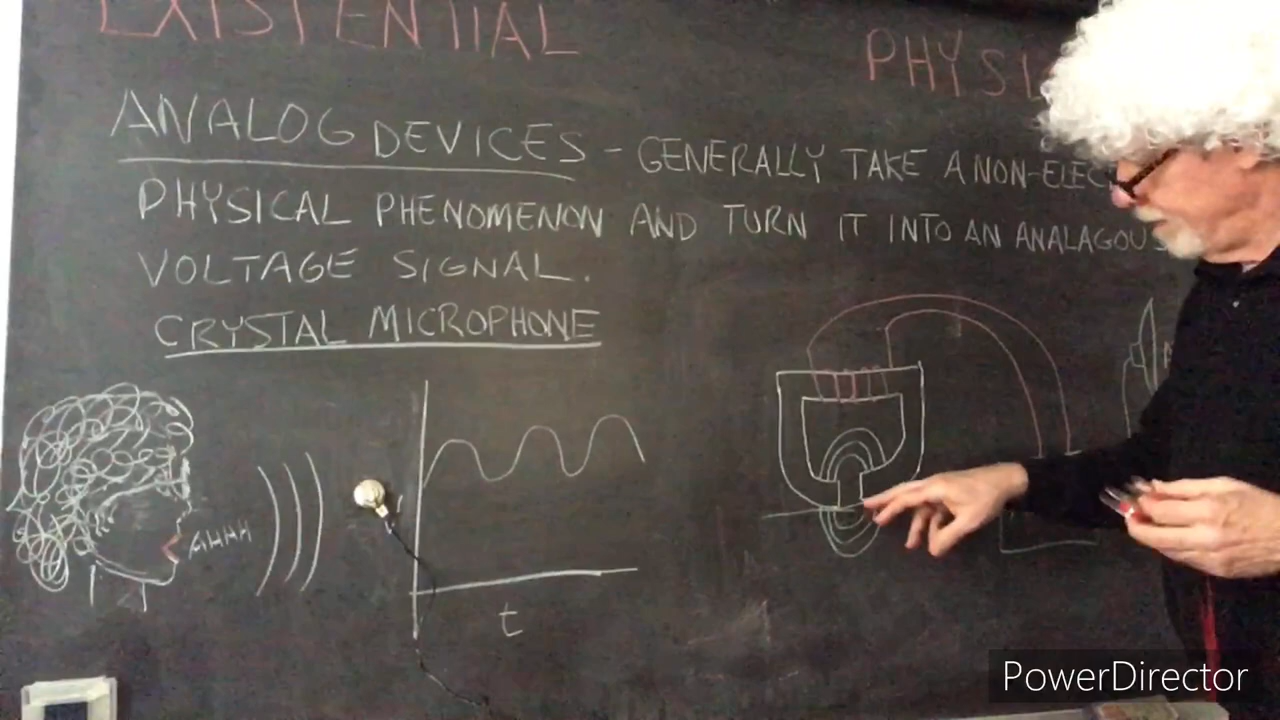 EXISTENTIAL PHYSI
ANALOG DEVICES - GENERALLY TAKE A NON-ELEC
PHYSICAL PHENOMENON AND TURN IT INTO AN ANALAGOUS
VOLTAGE SIGNAL.
CRYSTAL MICROPHONE
AHHH
t
PowerDirector